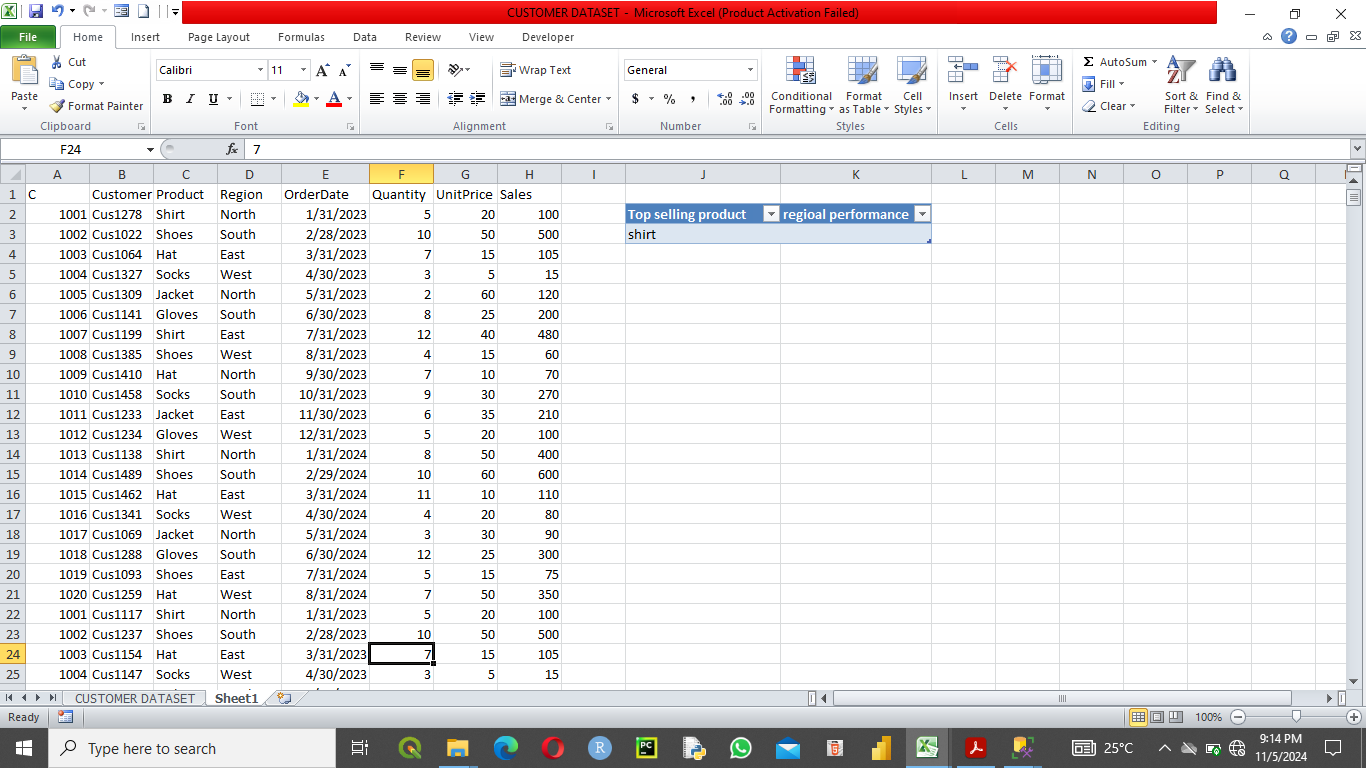 CUSTOMER DATASET - Microsoft Excel (Product Activation Failed)
File Home Insert Page Layout Formulas Data Review View Developer
Cut Calibri 11 Wrap Text General AutoSum
Copy Fill
Paste Format Painter B I U Merge & Center $ % , Conditional Formatting Format as Table Cell Styles Insert Delete Format Clear Sort & Filter Find & Select
Clipboard Font Alignment Number Styles Cells Editing
F24 fx 7
A B C D E F G H I J K L M N O P Q
1 C Customer Product Region OrderDate Quantity UnitPrice Sales
2 1001 Cus1278 Shirt North 1/31/2023 5 20 100 Top selling product regioal performance
3 1002 Cus1022 Shoes South 2/28/2023 10 50 500 shirt
4 1003 Cus1064 Hat East 3/31/2023 7 15 105
5 1004 Cus1327 Socks West 4/30/2023 3 5 15
6 1005 Cus1309 Jacket North 5/31/2023 2 60 120
7 1006 Cus1141 Gloves South 6/30/2023 8 25 200
8 1007 Cus1199 Shirt East 7/31/2023 12 40 480
9 1008 Cus1385 Shoes West 8/31/2023 4 15 60
10 1009 Cus1410 Hat North 9/30/2023 7 10 70
11 1010 Cus1458 Socks South 10/31/2023 9 30 270
12 1011 Cus1233 Jacket East 11/30/2023 6 35 210
13 1012 Cus1234 Gloves West 12/31/2023 5 20 100
14 1013 Cus1138 Shirt North 1/31/2024 8 50 400
15 1014 Cus1489 Shoes South 2/29/2024 10 60 600
16 1015 Cus1462 Hat East 3/31/2024 11 10 110
17 1016 Cus1341 Socks West 4/30/2024 4 20 80
18 1017 Cus1069 Jacket North 5/31/2024 3 30 90
19 1018 Cus1288 Gloves South 6/30/2024 12 25 300
20 1019 Cus1093 Shoes East 7/31/2024 5 15 75
21 1020 Cus1259 Hat West 8/31/2024 7 50 350
22 1001 Cus1117 Shirt North 1/31/2023 5 20 100
23 1002 Cus1237 Shoes South 2/28/2023 10 50 500
24 1003 Cus1154 Hat East 3/31/2023 7 15 105
25 1004 Cus1147 Socks West 4/30/2023 3 5 15
CUSTOMER DATASET Sheet1
Ready 100%
Type here to search 25°C 9:14 PM
11/5/2024